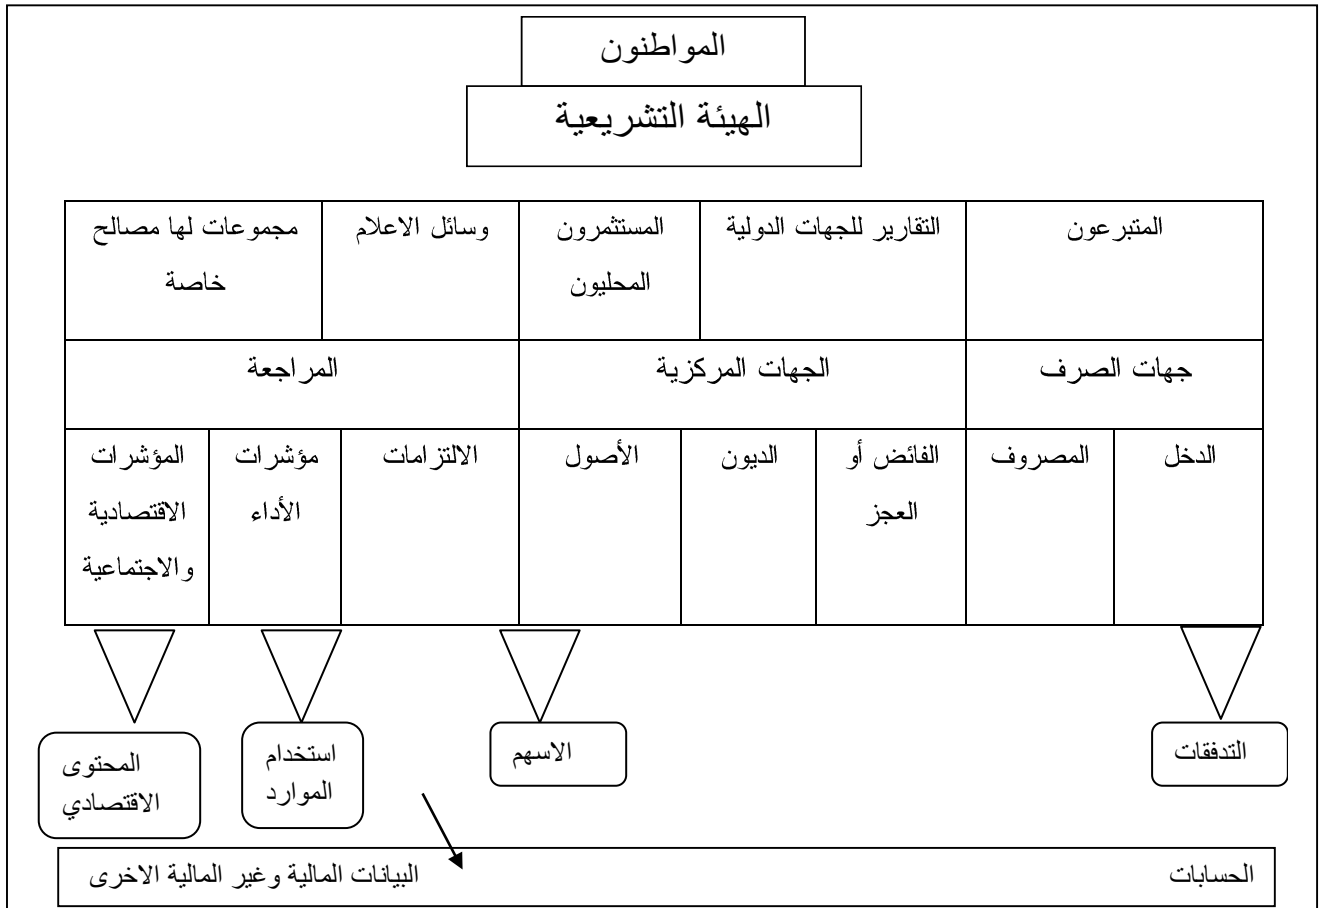 المواطنون
الهيئة التشريعية
المتبرعون
التقارير للجهات الدولية
المستثمرون
المحليون
وسائل الاعلام
مجموعات لها مصالح
خاصة
جهات الصرف
الجهات المركزية
المراجعة
الدخل
المصروف
الفائض أو
العجز
الديون
الأصول
الالتزامات
مؤشرات
الأداء
المؤشرات
الاقتصادية
والاجتماعية
التدفقات
الاسهم
استخدام
الموارد
المحتوى
الاقتصادي
الحسابات
البيانات المالية وغير المالية الاخرى